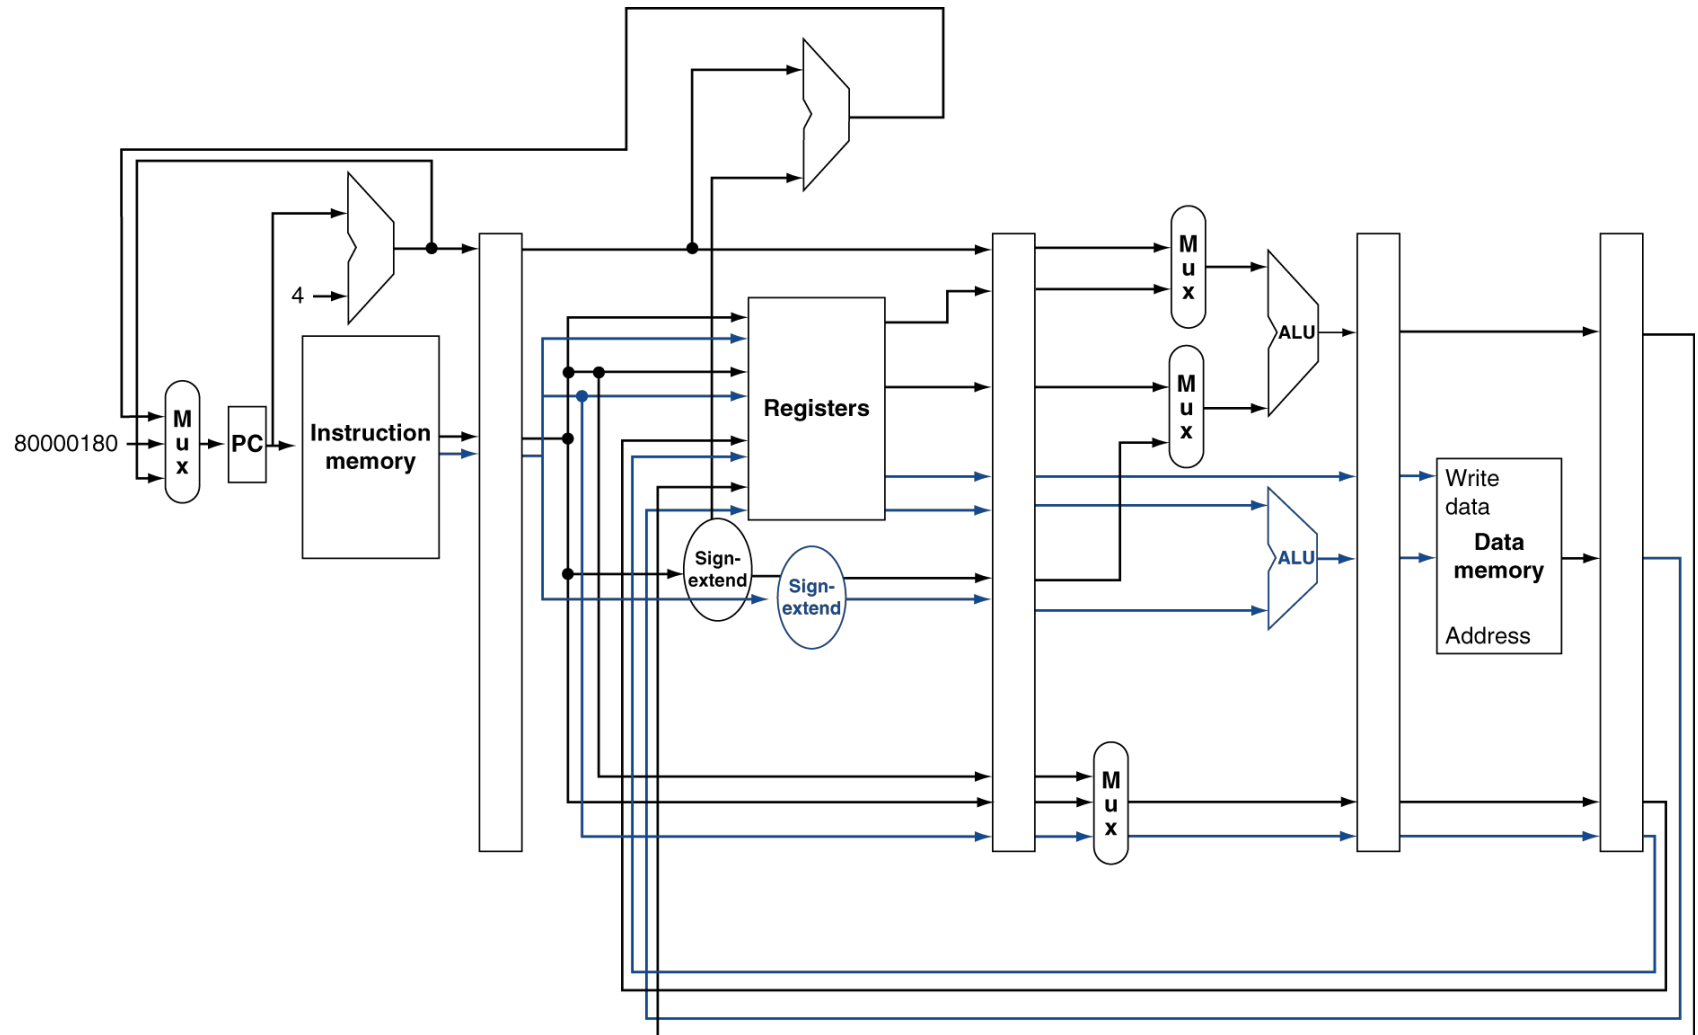 M
u
x
ALU
4
M
u
x
M
u
x
80000180
PC
Instruction
memory
Registers
Write
data
Data
memory
Address
Sign-
extend
Sign-
extend
ALU
M
u
x